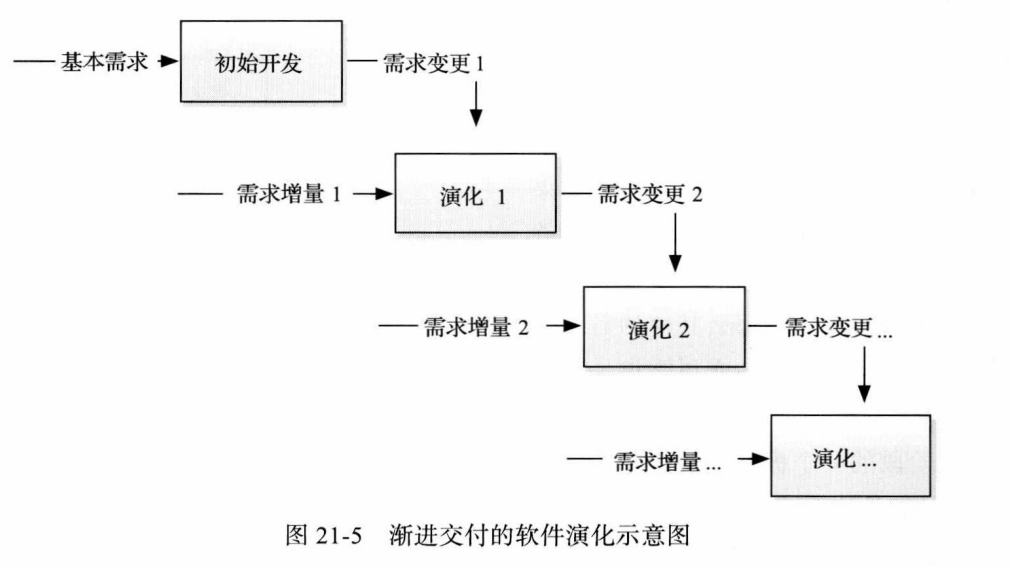 基本需求
初始开发
需求变更1
需求增量 1
演化 1
需求变更 2
需求增量 2
演化 2
需求变更...
需求增量...
演化...
图 21-5 渐进交付的软件演化示意图